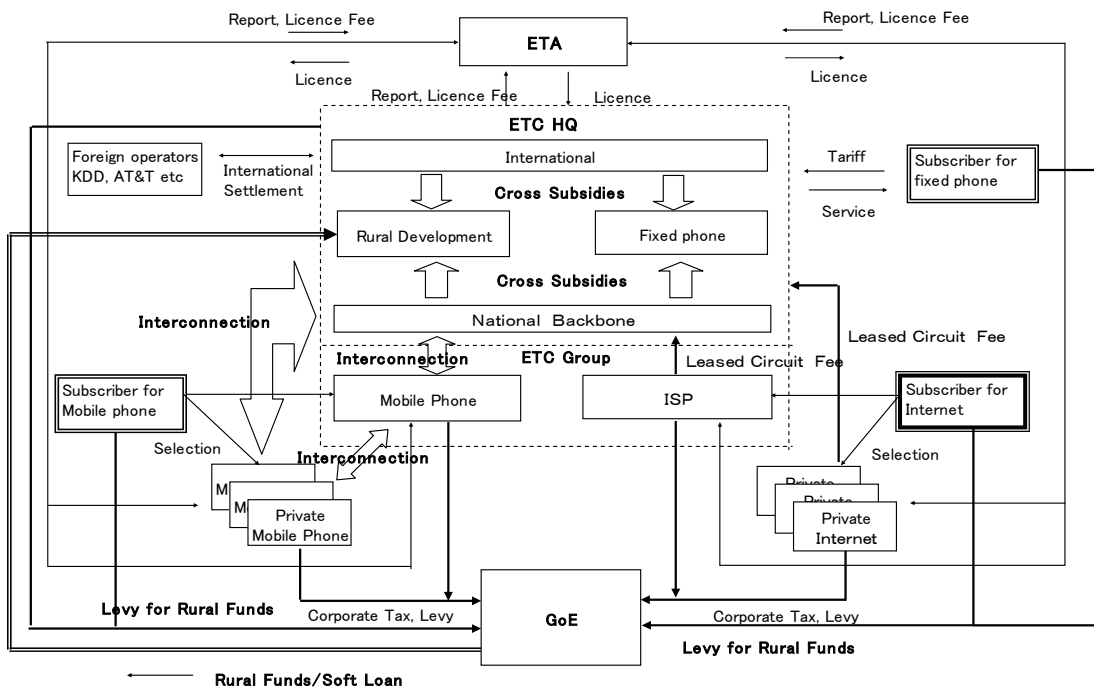 Report, Licence Fee
Report, Licence Fee
ETA
Licence
Licence
Report, Licence Fee
Licence
ETC HQ
Foreign operators
KDD, AT&T etc
International
Settlement
International
Tariff
Subscriber for
fixed phone
Cross Subsidies
Service
Rural Development
Fixed phone
Cross Subsidies
Interconnection
National Backbone
Leased Circuit Fee
Interconnection
ETC Group
Leased Circuit Fee
Subscriber for
Mobile phone
Mobile Phone
ISP
Subscriber for
Internet
Selection
Interconnection
Selection
M
M
Private
Mobile Phone
Private
Private
Private
Internet
Levy for Rural Funds
Corporate Tax, Levy
GoE
Corporate Tax, Levy
Levy for Rural Funds
Rural Funds/Soft Loan